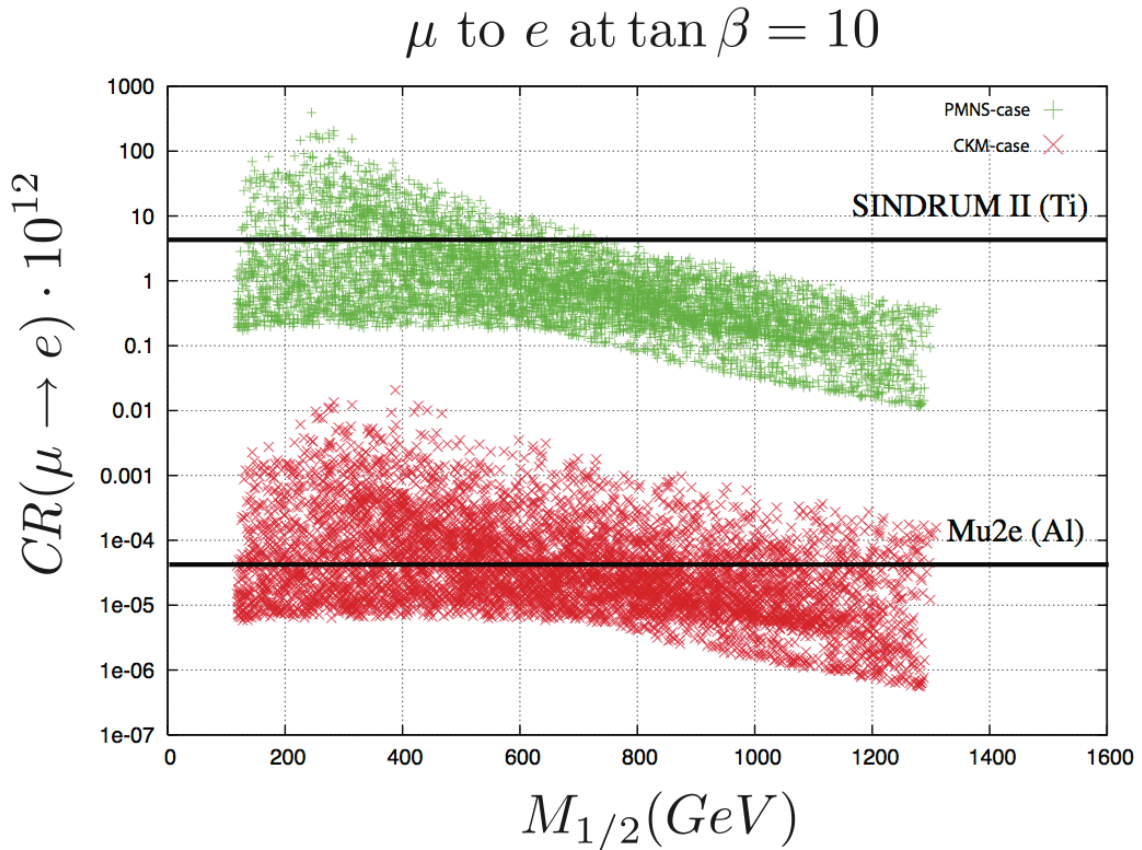 μ to e at tan β = 10
CR(μ → e) · 10^12
1000
100
10
1
0.1
0.01
0.001
1e-04
1e-05
1e-06
1e-07
PMNS-case
CKM-case
SINDRUM II (Ti)
Mu2e (Al)
0 200 400 600 800 1000 1200 1400 1600
M_{1/2}(GeV)